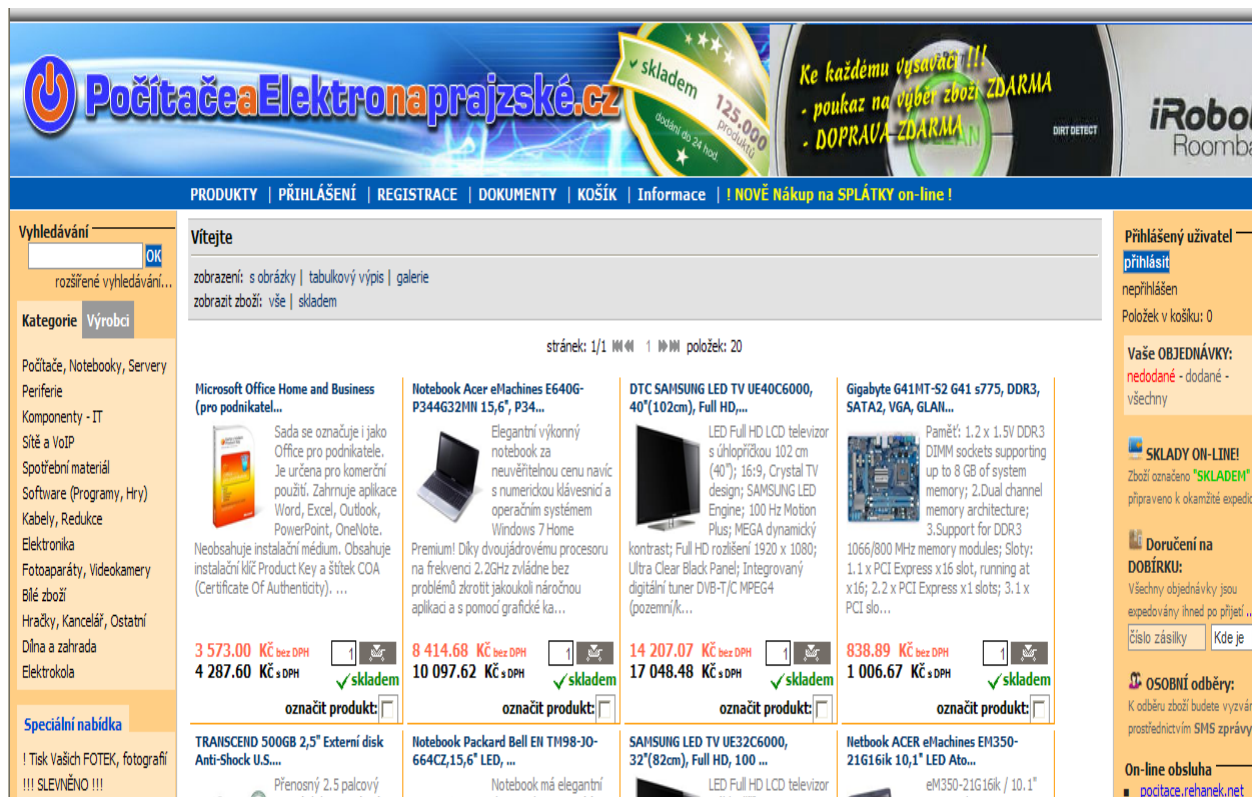 PočítačeaElektronaprajzské.cz
skladem
125.000
produktů
dodání do 24 hod.
Ke každému vysavači !!!
- poukaz na výběr zboží ZDARMA
- DOPRAVA ZDARMA
CLEAN
DIRT DETECT
iRobot
Roomba
PRODUKTY | PŘIHLÁŠENÍ | REGISTRACE | DOKUMENTY | KOŠÍK | Informace | ! NOVĚ Nákup na SPLÁTKY on-line !
Vyhledávání
OK
rozšířené vyhledávání...
Kategorie Výrobci
Počítače, Notebooky, Servery
Periferie
Komponenty - IT
Sítě a VoIP
Spotřební materiál
Software (Programy, Hry)
Kabely, Redukce
Elektronika
Fotoaparáty, Videokamery
Bílé zboží
Hračky, Kancelář, Ostatní
Dílna a zahrada
Elektrokola
Speciální nabídka
! Tisk Vašich FOTEK, fotografií
!!! SLEVNĚNO !!!
Vítejte
zobrazení: s obrázky | tabulkový výpis | galerie
zobrazit zboží: vše | skladem
stránek: 1/1 1 položek: 20
Microsoft Office Home and Business
(pro podnikatel...
Sada se označuje i jako
Office pro podnikatele.
Je určena pro komerční
použití. Zahrnuje aplikace
Word, Excel, Outlook,
PowerPoint, OneNote.
Neobsahuje instalační médium. Obsahuje
instalační klíč Product Key a štítek COA
(Certificate Of Authenticity). ...
3 573.00 Kč bez DPH
1
4 287.60 Kč s DPH
skladem
označit produkt:
Notebook Acer eMachines E640G-
P344G32MN 15,6", P34...
Elegantní výkonný
notebook za
neuvěřitelnou cenu navíc
s numerickou klávesnicí a
operačním systémem
Windows 7 Home
Premium! Díky dvoujádrovému procesoru
na frekvenci 2.2GHz zvládne bez
problémů zkrotit jakoukoli náročnou
aplikaci a s pomocí grafické ka...
8 414.68 Kč bez DPH
1
10 097.62 Kč s DPH
skladem
označit produkt:
DTC SAMSUNG LED TV UE40C6000,
40"(102cm), Full HD,...
LED Full HD LCD televizor
s úhlopříčkou 102 cm
(40"); 16:9, Crystal TV
design; SAMSUNG LED
Engine; 100 Hz Motion
Plus; MEGA dynamický
kontrast; Full HD rozlišení 1920 x 1080;
Ultra Clear Black Panel; Integrovaný
digitální tuner DVB-T/C MPEG4
(pozemní/k...
14 207.07 Kč bez DPH
1
17 048.48 Kč s DPH
skladem
označit produkt:
Gigabyte G41MT-S2 G41 s775, DDR3,
SATA2, VGA, GLAN...
Paměť: 1.2 x 1.5V DDR3
DIMM sockets supporting
up to 8 GB of system
memory; 2.Dual channel
memory architecture;
3.Support for DDR3
1066/800 MHz memory modules; Sloty:
1.1 x PCI Express x16 slot, running at
x16; 2.2 x PCI Express x1 slots; 3.1 x
PCI slo...
838.89 Kč bez DPH
1
1 006.67 Kč s DPH
skladem
označit produkt:
TRANSCEND 500GB 2,5" Externí disk
Anti-Shock U.S....
Přenosný 2.5 palcový
Notebook Packard Bell EN TM98-JO-
664CZ,15,6" LED, ...
Notebook má elegantní
SAMSUNG LED TV UE32C6000,
32"(82cm), Full HD, 100 ...
LED Full HD LCD televizor
Netbook ACER eMachines EM350-
21G16ik 10,1" LED Ato...
eM350-21G16ik / 10.1"
Přihlášený uživatel
přihlásit
nepřihlášen
Položek v košíku: 0
Vaše OBJEDNÁVKY:
nedodané - dodané -
všechny
SKLADY ON-LINE!
Zboží označeno "SKLADEM"
připraveno k okamžité expedic
Doručení na
DOBÍRKU:
Všechny objednávky jsou
expedovány ihned po přijetí ..
číslo zásilky Kde je
OSOBNÍ odběry:
K odběru zboží budete vyzván
prostřednictvím SMS zprávy
On-line obsluha
pocitace.rehanek.net